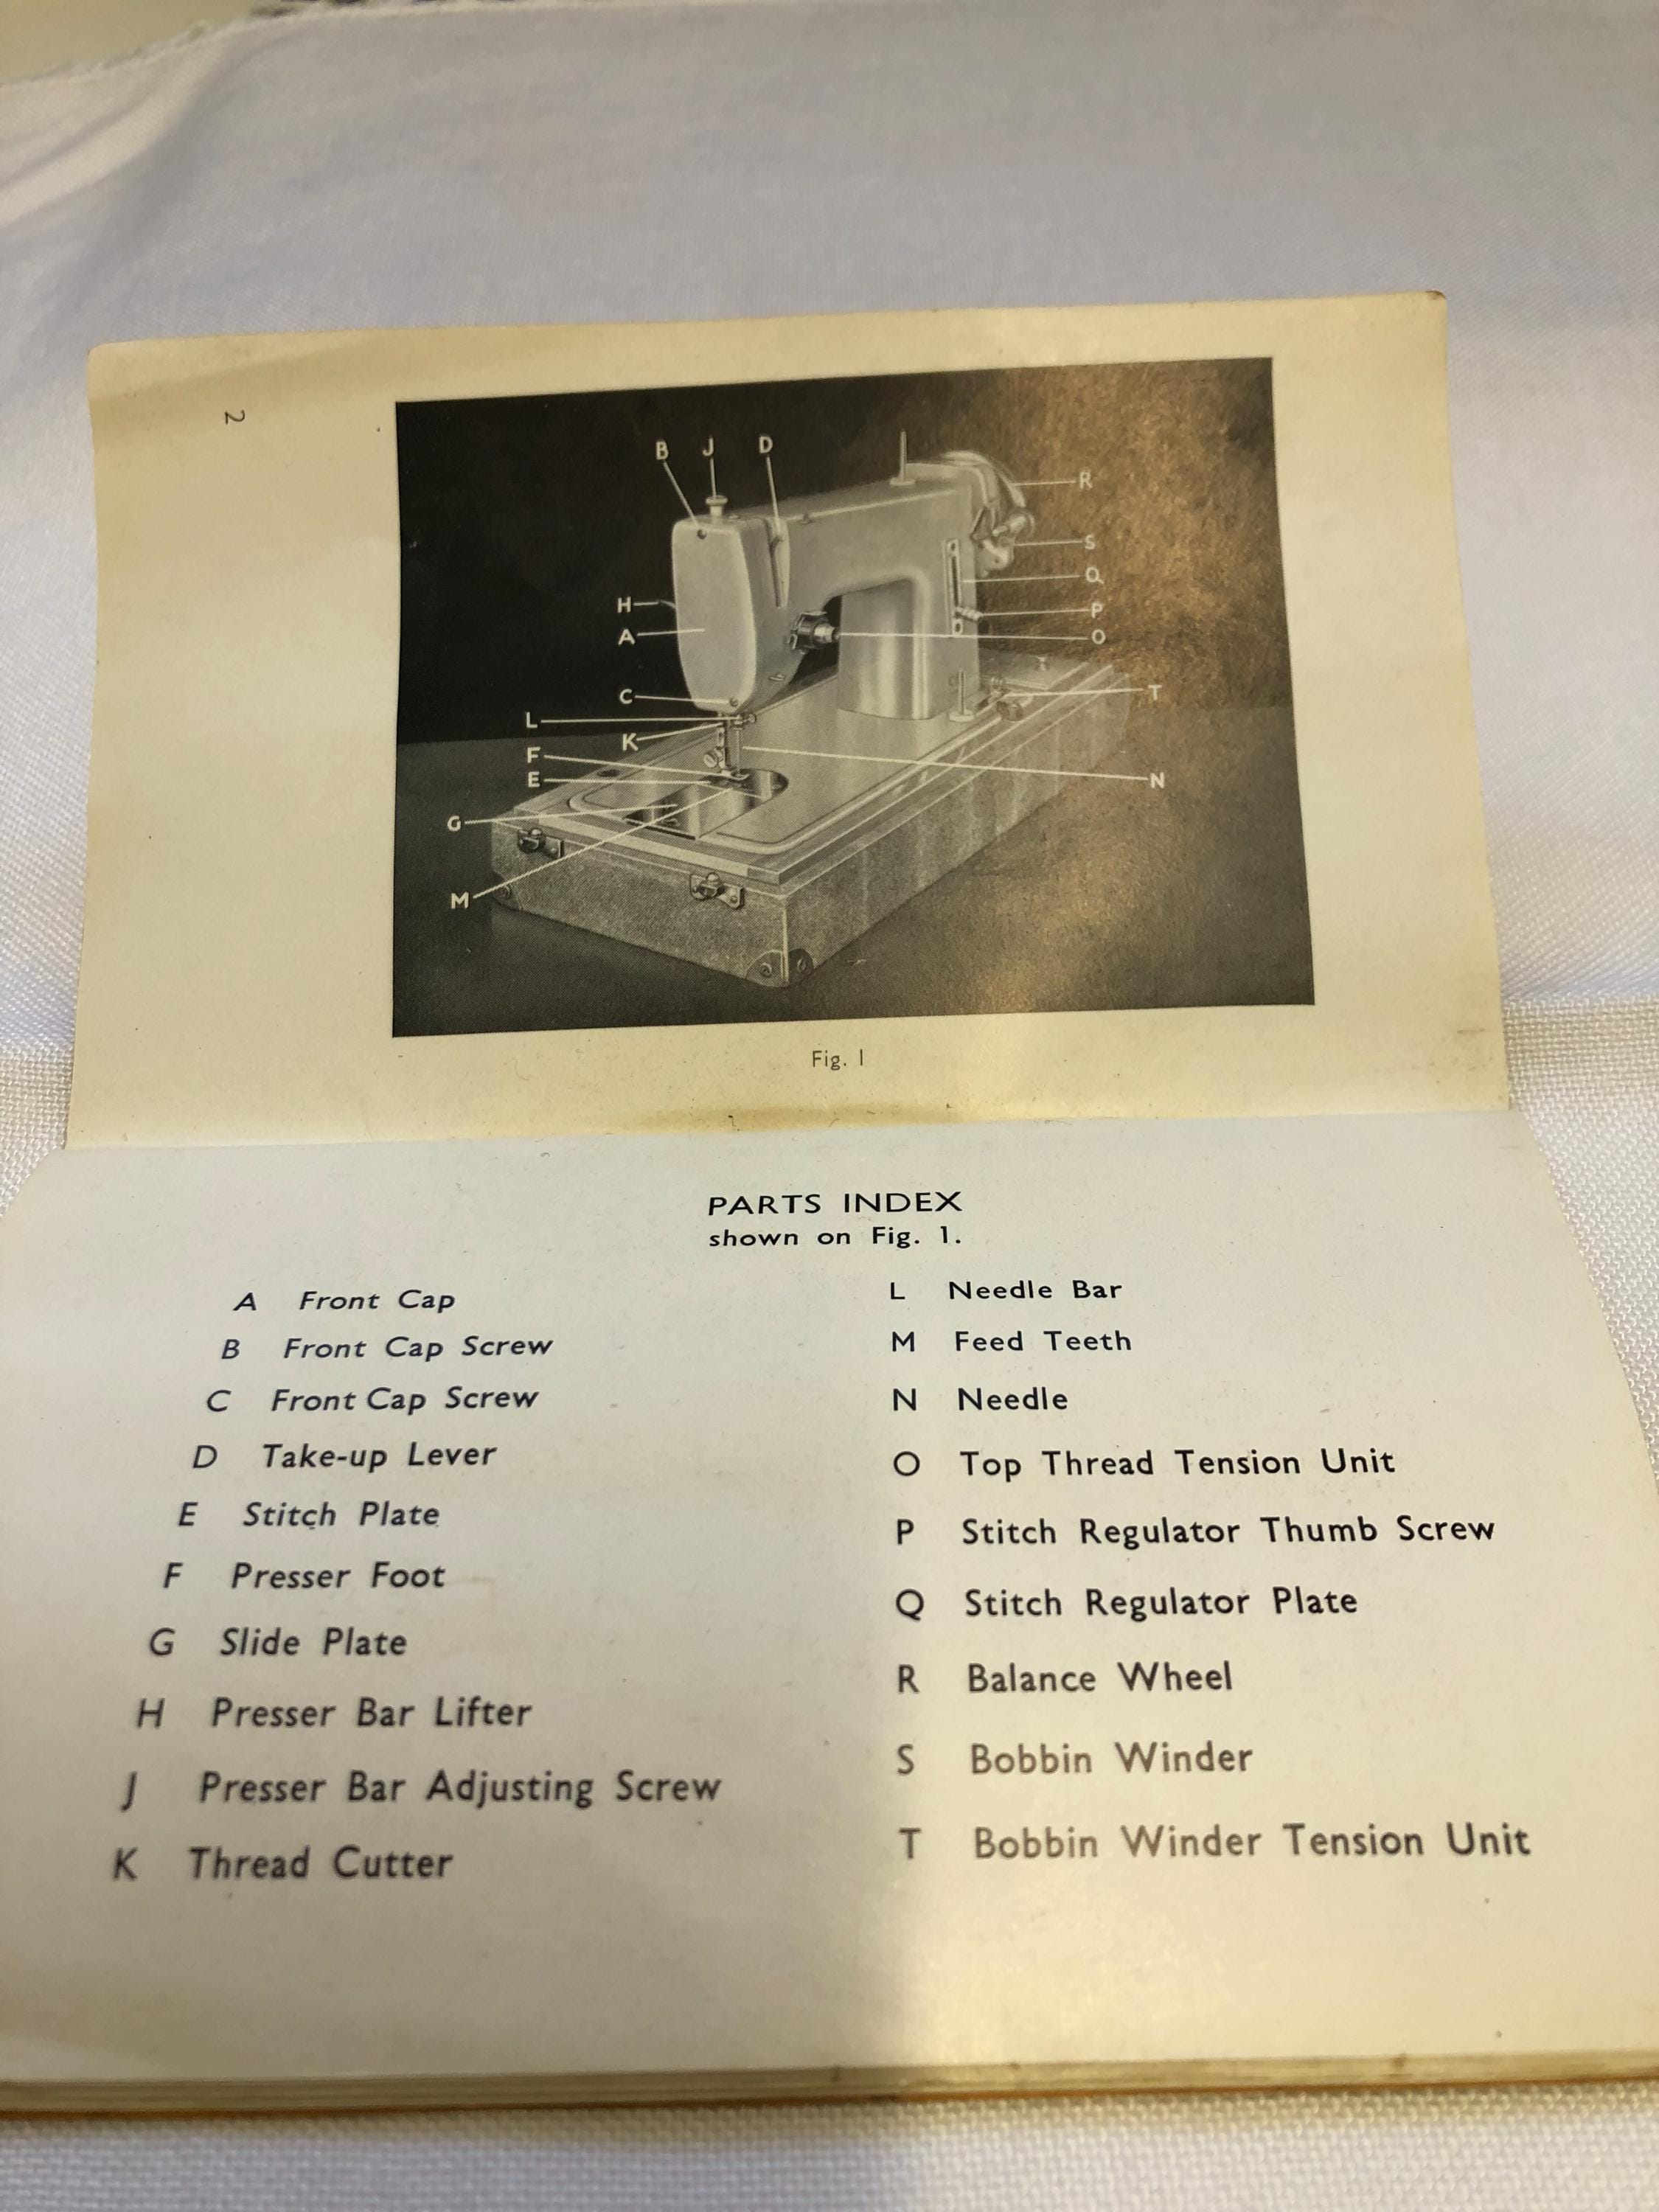 2
B J D
R
S
Q
H
P
A
O
C
T
L
K
F
N
E
G
M
Fig. 1
PARTS INDEX
shown on Fig. 1.
A Front Cap
B Front Cap Screw
C Front Cap Screw
D Take-up Lever
E Stitch Plate
F Presser Foot
G Slide Plate
H Presser Bar Lifter
J Presser Bar Adjusting Screw
K Thread Cutter
L Needle Bar
M Feed Teeth
N Needle
O Top Thread Tension Unit
P Stitch Regulator Thumb Screw
Q Stitch Regulator Plate
R Balance Wheel
S Bobbin Winder
T Bobbin Winder Tension Unit